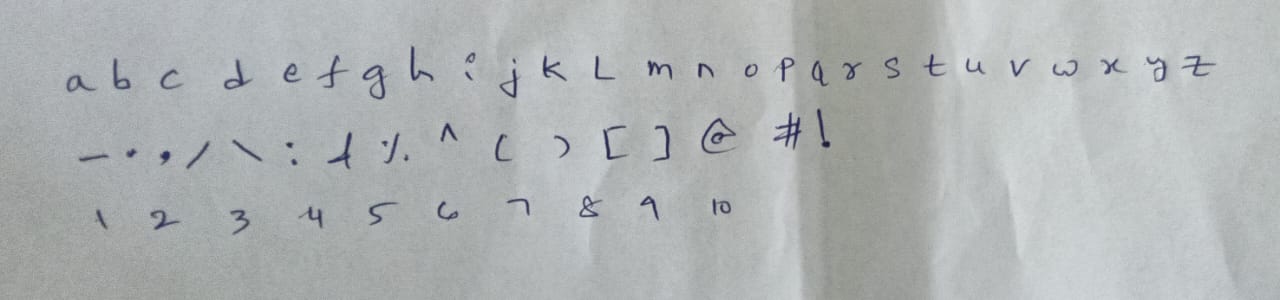 a b c d e f g h i j k L m n o p q r s t u v w x y z
- . , / \ : % ^ ( ) [ ] @ # !
1 2 3 4 5 6 7 8 9 10